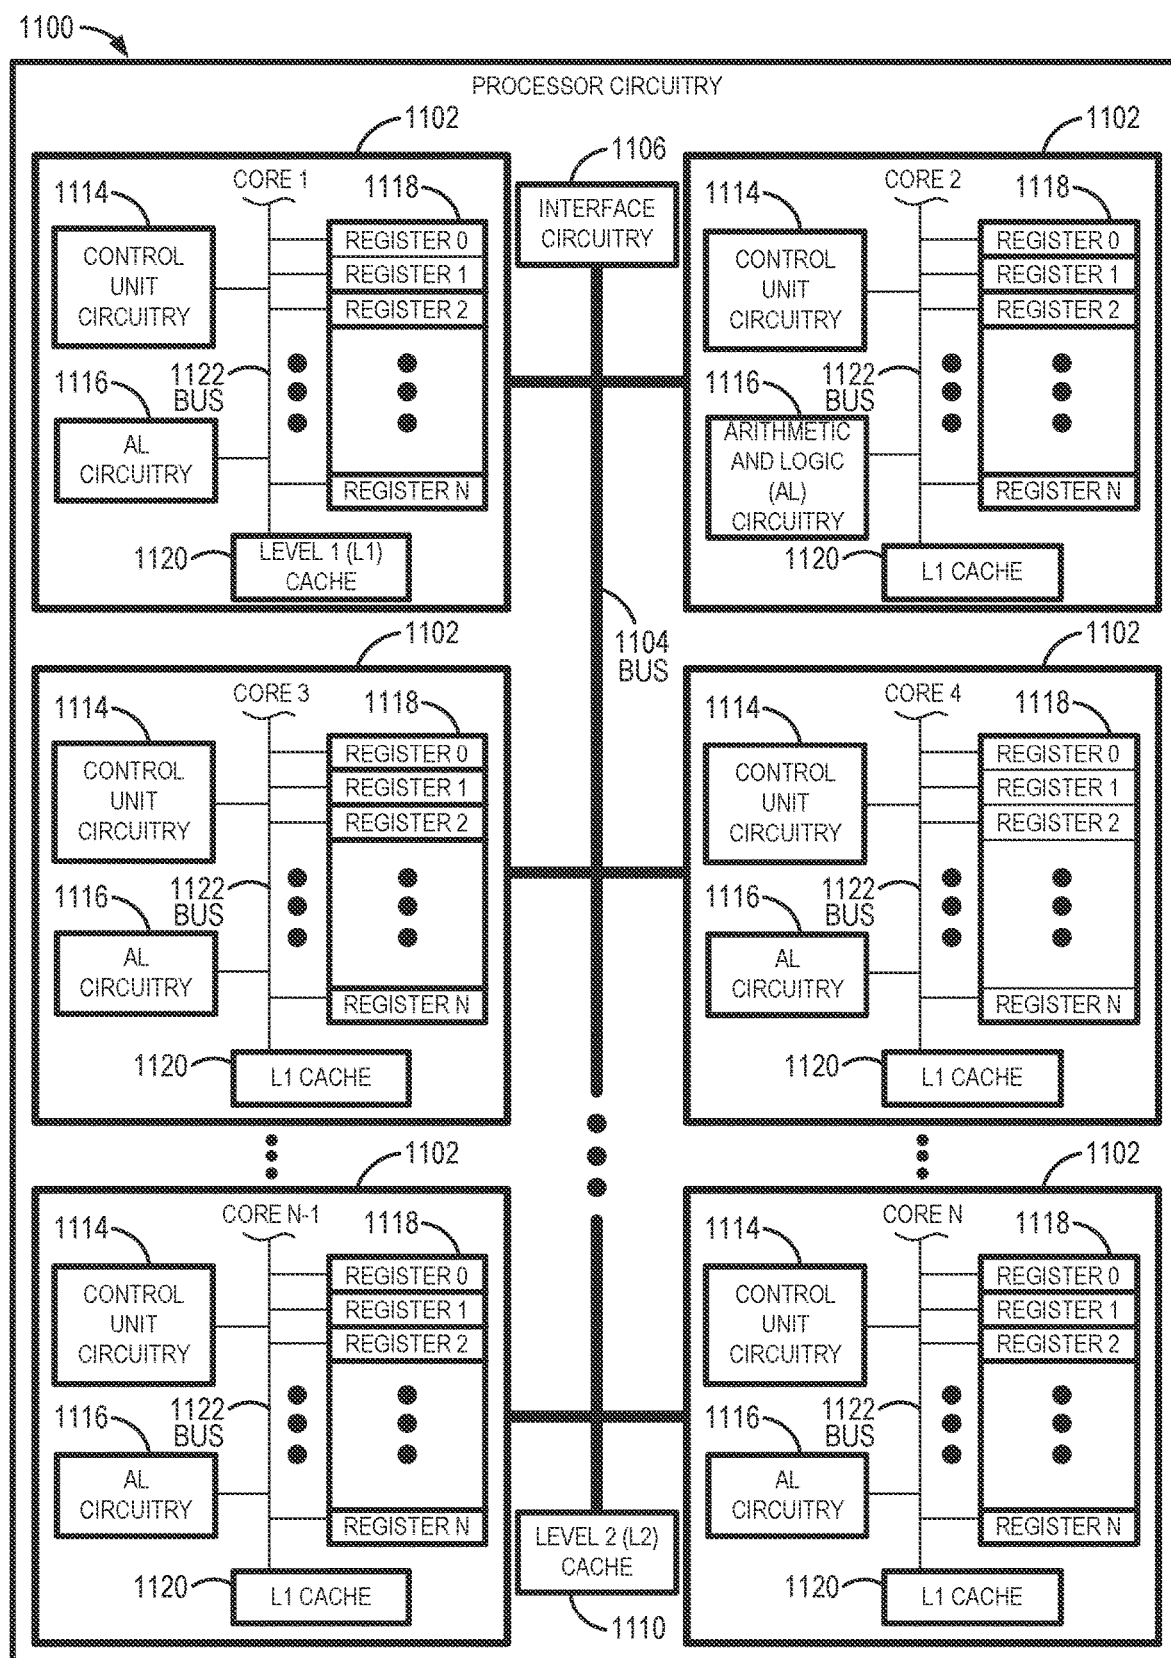 1100
PROCESSOR CIRCUITRY
1102
CORE 1
1114
1118
CONTROL
UNIT
CIRCUITRY
REGISTER 0
REGISTER 1
REGISTER 2
1116
1122
BUS
AL
CIRCUITRY
REGISTER N
1120
LEVEL 1 (L1)
CACHE
1106
INTERFACE
CIRCUITRY
1102
CORE 2
1114
1118
CONTROL
UNIT
CIRCUITRY
REGISTER 0
REGISTER 1
REGISTER 2
1116
1122
BUS
ARITHMETIC
AND LOGIC
(AL)
CIRCUITRY
REGISTER N
1120
L1 CACHE
1104
BUS
1102
CORE 3
1114
1118
CONTROL
UNIT
CIRCUITRY
REGISTER 0
REGISTER 1
REGISTER 2
1116
1122
BUS
AL
CIRCUITRY
REGISTER N
1120
L1 CACHE
1102
CORE 4
1114
1118
CONTROL
UNIT
CIRCUITRY
REGISTER 0
REGISTER 1
REGISTER 2
1116
1122
BUS
AL
CIRCUITRY
REGISTER N
1120
L1 CACHE
1102
CORE N-1
1114
1118
CONTROL
UNIT
CIRCUITRY
REGISTER 0
REGISTER 1
REGISTER 2
1116
1122
BUS
AL
CIRCUITRY
REGISTER N
1120
L1 CACHE
LEVEL 2 (L2)
CACHE
1110
1102
CORE N
1114
1118
CONTROL
UNIT
CIRCUITRY
REGISTER 0
REGISTER 1
REGISTER 2
1116
1122
BUS
AL
CIRCUITRY
REGISTER N
1120
L1 CACHE